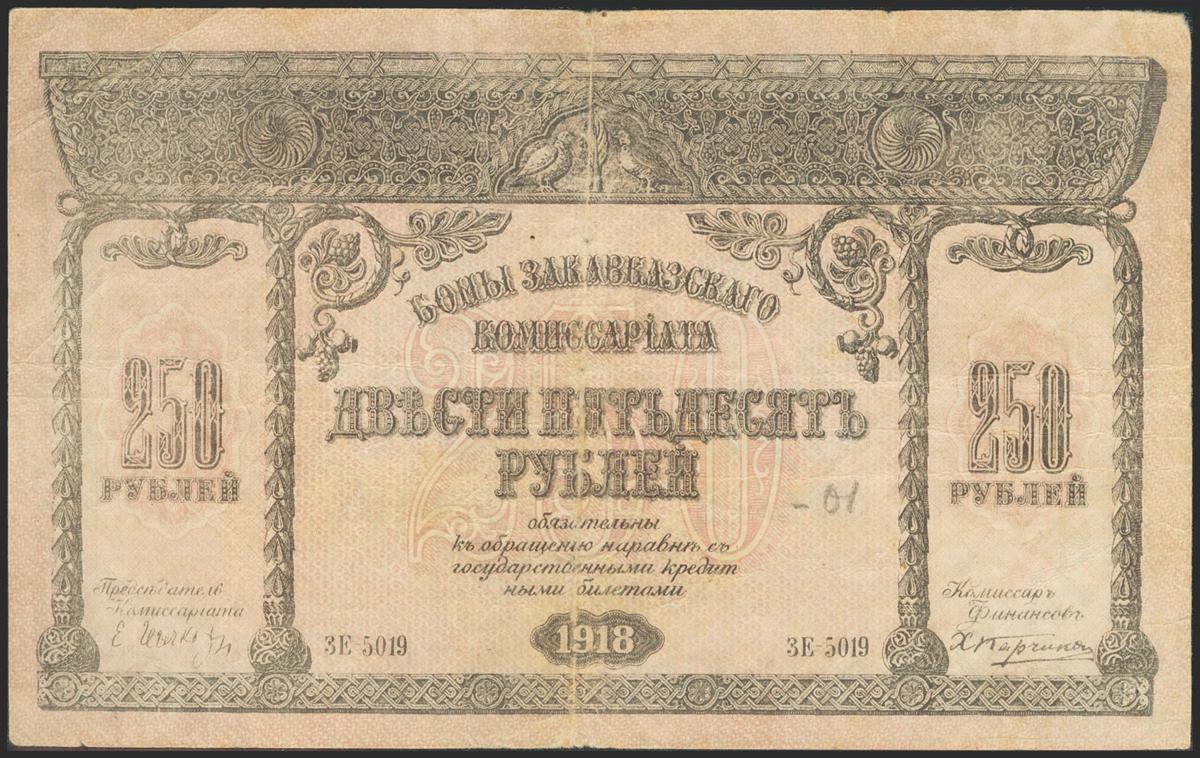 БОНЫ ЗАКАВКАЗСКАГО
КОМИССАРІАТА
ДВѢСТИ ПЯТЬДЕСЯТЪ
РУБЛЕЙ
обязательны
къ обращенію наравнѣ съ
государственными кредит
ными билетами
1918
250
РУБЛЕЙ
250
РУБЛЕЙ
-01
Предсѣдатель
Комиссаріата
ЗЕ-5019
ЗЕ-5019
Комиссаръ
Финансовъ